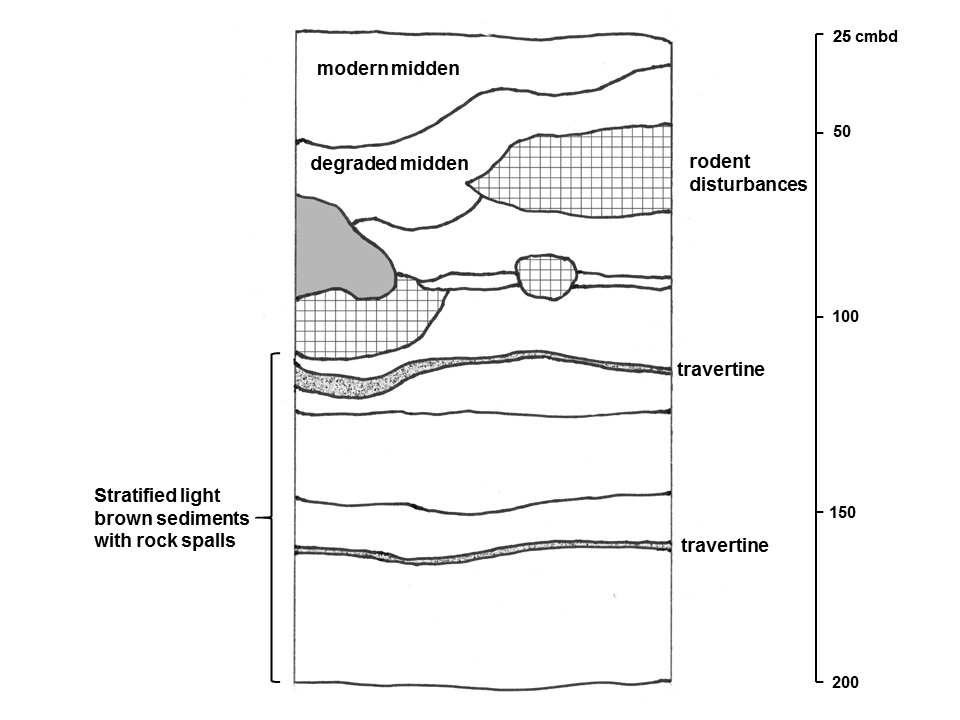 25 cmbd
modern midden
50
degraded midden
rodent
disturbances
100
travertine
Stratified light
brown sediments
with rock spalls
150
travertine
200